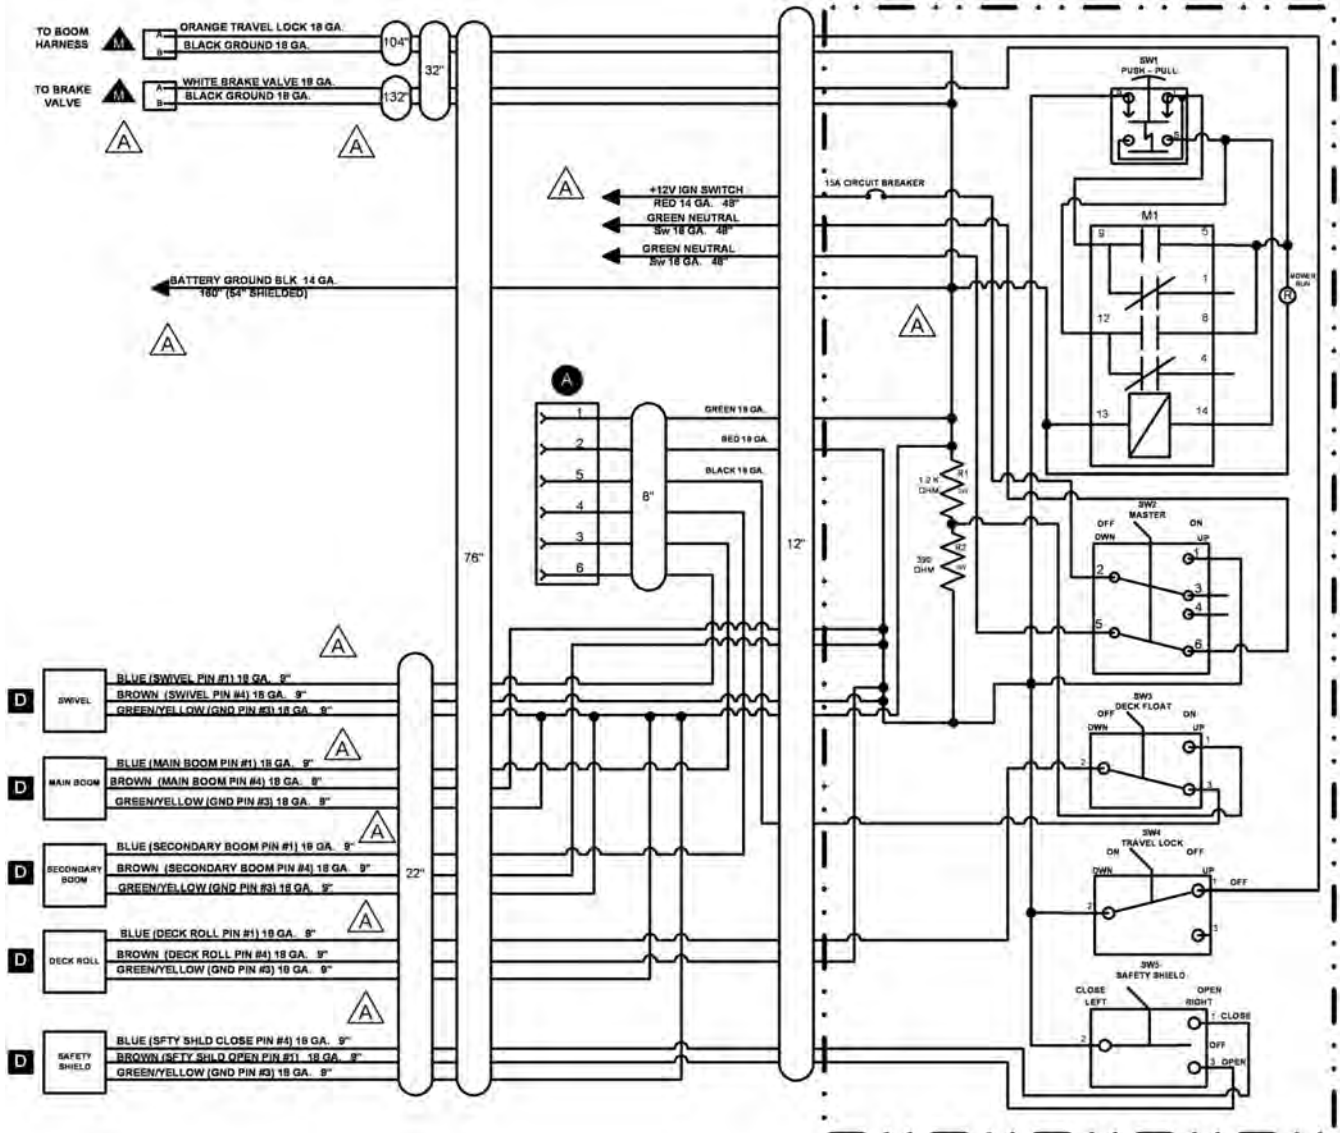 TO BOOM
HARNESS
M
A
B
ORANGE TRAVEL LOCK 18 GA.
BLACK GROUND 18 GA.
104"
32"
TO BRAKE
VALVE
M
A
B
WHITE BRAKE VALVE 18 GA.
BLACK GROUND 18 GA.
132"
A
A
A
+12V IGN SWITCH
RED 14 GA. 48"
GREEN NEUTRAL
Sw 18 GA. 48"
GREEN NEUTRAL
Sw 18 GA. 48"
BATTERY GROUND BLK 14 GA.
160" (54" SHIELDED)
A
15A CIRCUIT BREAKER
A
SW1
PUSH - PULL
M1
9
5
1
12
8
4
13
14
MOWER
RUN
R
A
1
2
5
4
3
6
8"
GREEN 18 GA.
RED 18 GA.
BLACK 18 GA.
76"
12"
1.2 K
OHM
R1
390
OHM
R2
SW2
MASTER
OFF
ON
DWN
UP
1
2
3
4
5
6
A
D
SWIVEL
BLUE (SWIVEL PIN #1) 18 GA. 9"
BROWN (SWIVEL PIN #4) 18 GA. 9"
GREEN/YELLOW (GND PIN #3) 18 GA. 9"
A
SW3
DECK FLOAT
OFF
ON
DWN
UP
1
2
3
D
MAIN BOOM
BLUE (MAIN BOOM PIN #1) 18 GA. 9"
BROWN (MAIN BOOM PIN #4) 18 GA. 9"
GREEN/YELLOW (GND PIN #3) 18 GA. 9"
A
SW4
TRAVEL LOCK
ON
OFF
DWN
UP
1
OFF
2
3
D
SECONDARY
BOOM
BLUE (SECONDARY BOOM PIN #1) 18 GA. 9"
BROWN (SECONDARY BOOM PIN #4) 18 GA. 9"
GREEN/YELLOW (GND PIN #3) 18 GA. 9"
22"
A
D
DECK ROLL
BLUE (DECK ROLL PIN #1) 18 GA. 9"
BROWN (DECK ROLL PIN #4) 18 GA. 9"
GREEN/YELLOW (GND PIN #3) 18 GA. 9"
A
SW5
SAFETY SHIELD
CLOSE
LEFT
OPEN
RIGHT
1 CLOSE
2
OFF
3 OPEN
D
SAFETY
SHIELD
BLUE (SFTY SHLD CLOSE PIN #4) 18 GA. 9"
BROWN (SFTY SHLD OPEN PIN #1) 18 GA. 9"
GREEN/YELLOW (GND PIN #3) 18 GA. 9"